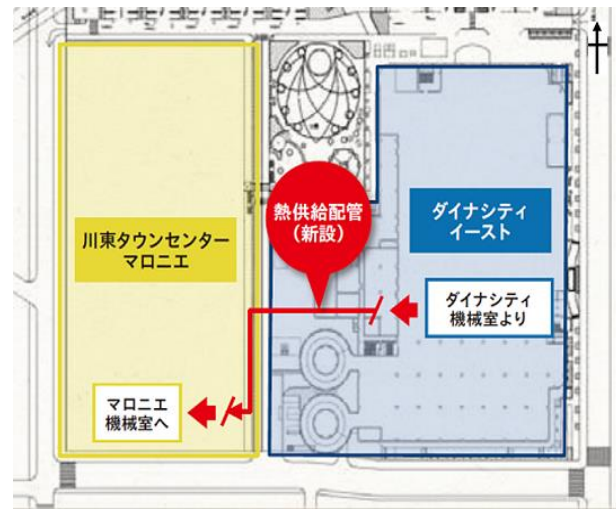 熱供給配管
(新設)
川東タウンセンター
マロニエ
ダイナシティ
イースト
ダイナシティ
機械室より
マロニエ
機械室へ